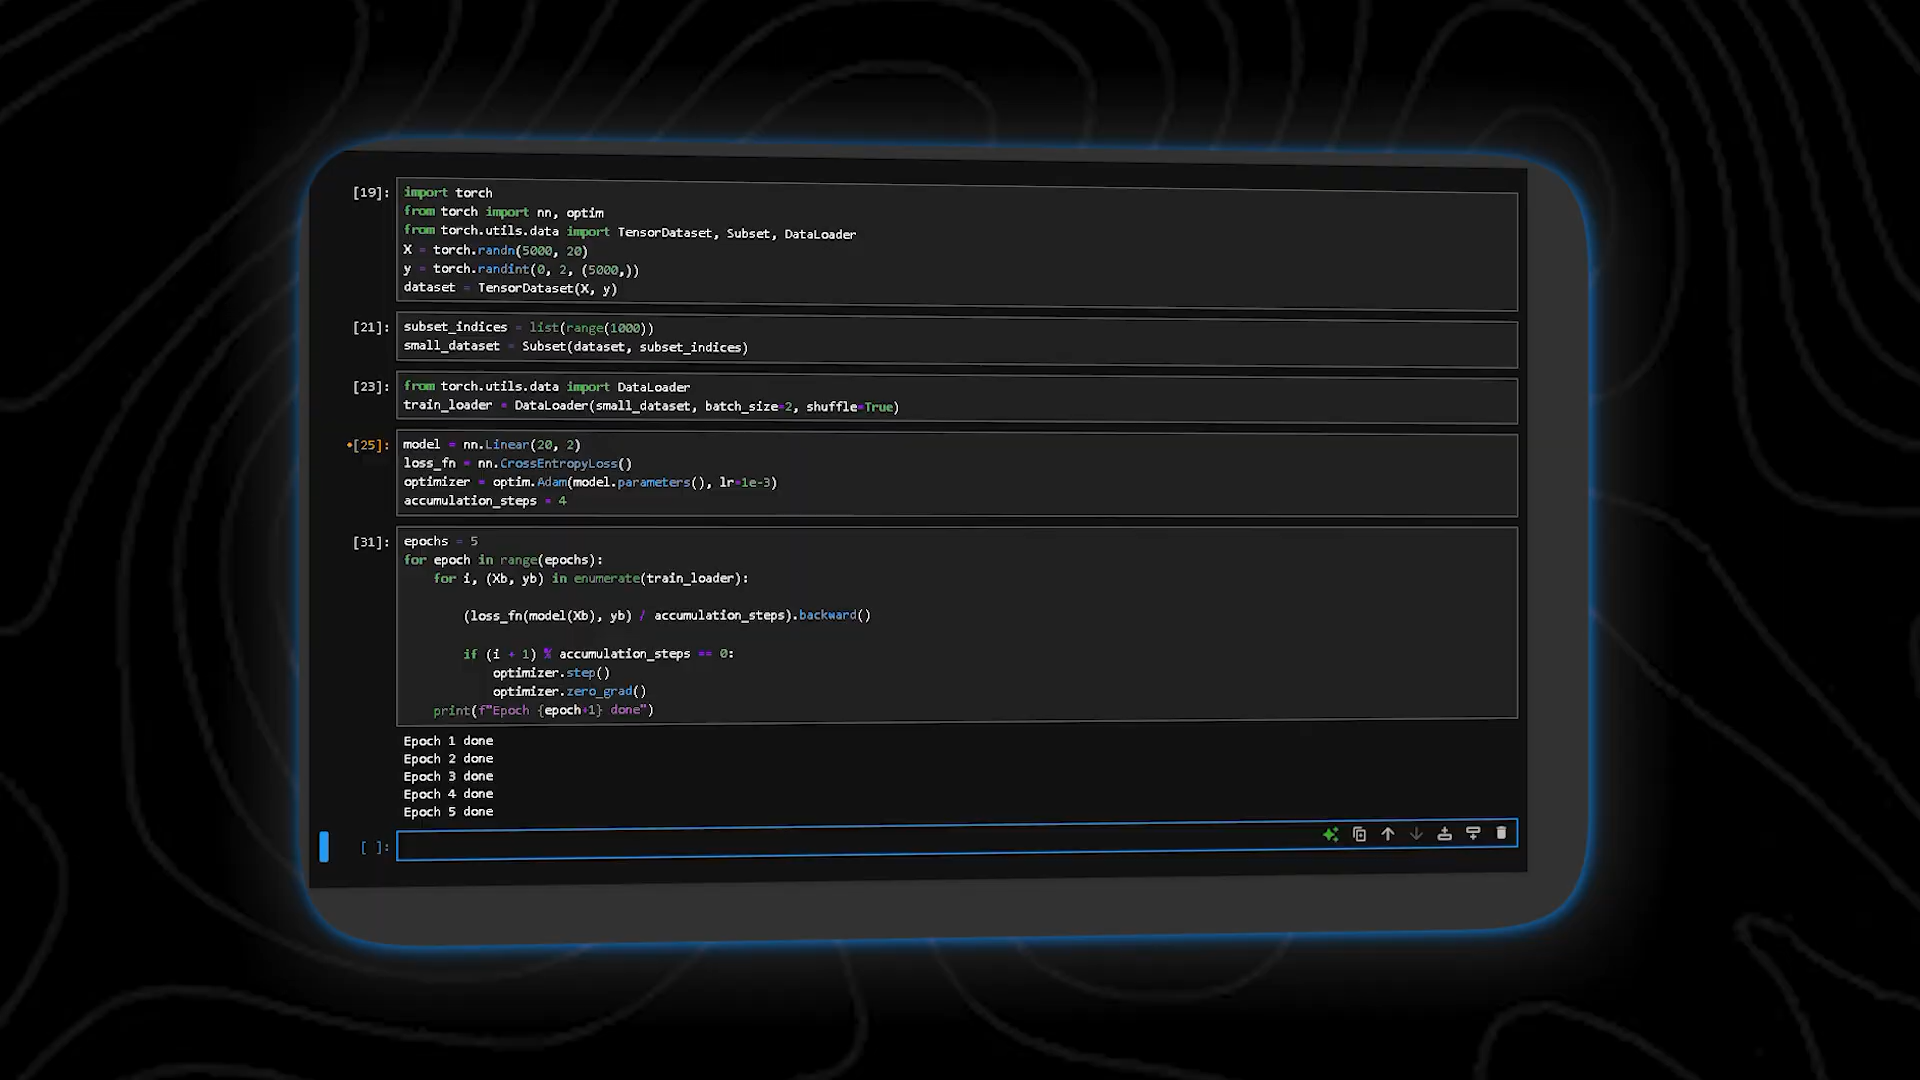 [19]:
import torch
from torch import nn, optim
from torch.utils.data import TensorDataset, Subset, DataLoader
X = torch.randn(5000, 20)
y = torch.randint(0, 2, (5000,))
dataset = TensorDataset(X, y)
[21]:
subset_indices = list(range(1000))
small_dataset = Subset(dataset, subset_indices)
[23]:
from torch.utils.data import DataLoader
train_loader = DataLoader(small_dataset, batch_size=2, shuffle=True)
[25]:
model = nn.Linear(20, 2)
loss_fn = nn.CrossEntropyLoss()
optimizer = optim.Adam(model.parameters(), lr=1e-3)
accumulation_steps = 4
[31]:
epochs = 5
for epoch in range(epochs):
    for i, (Xb, yb) in enumerate(train_loader):
        (loss_fn(model(Xb), yb) / accumulation_steps).backward()
        if (i + 1) % accumulation_steps == 0:
            optimizer.step()
            optimizer.zero_grad()
    print(f"Epoch {epoch+1} done")
Epoch 1 done
Epoch 2 done
Epoch 3 done
Epoch 4 done
Epoch 5 done
[ ]: